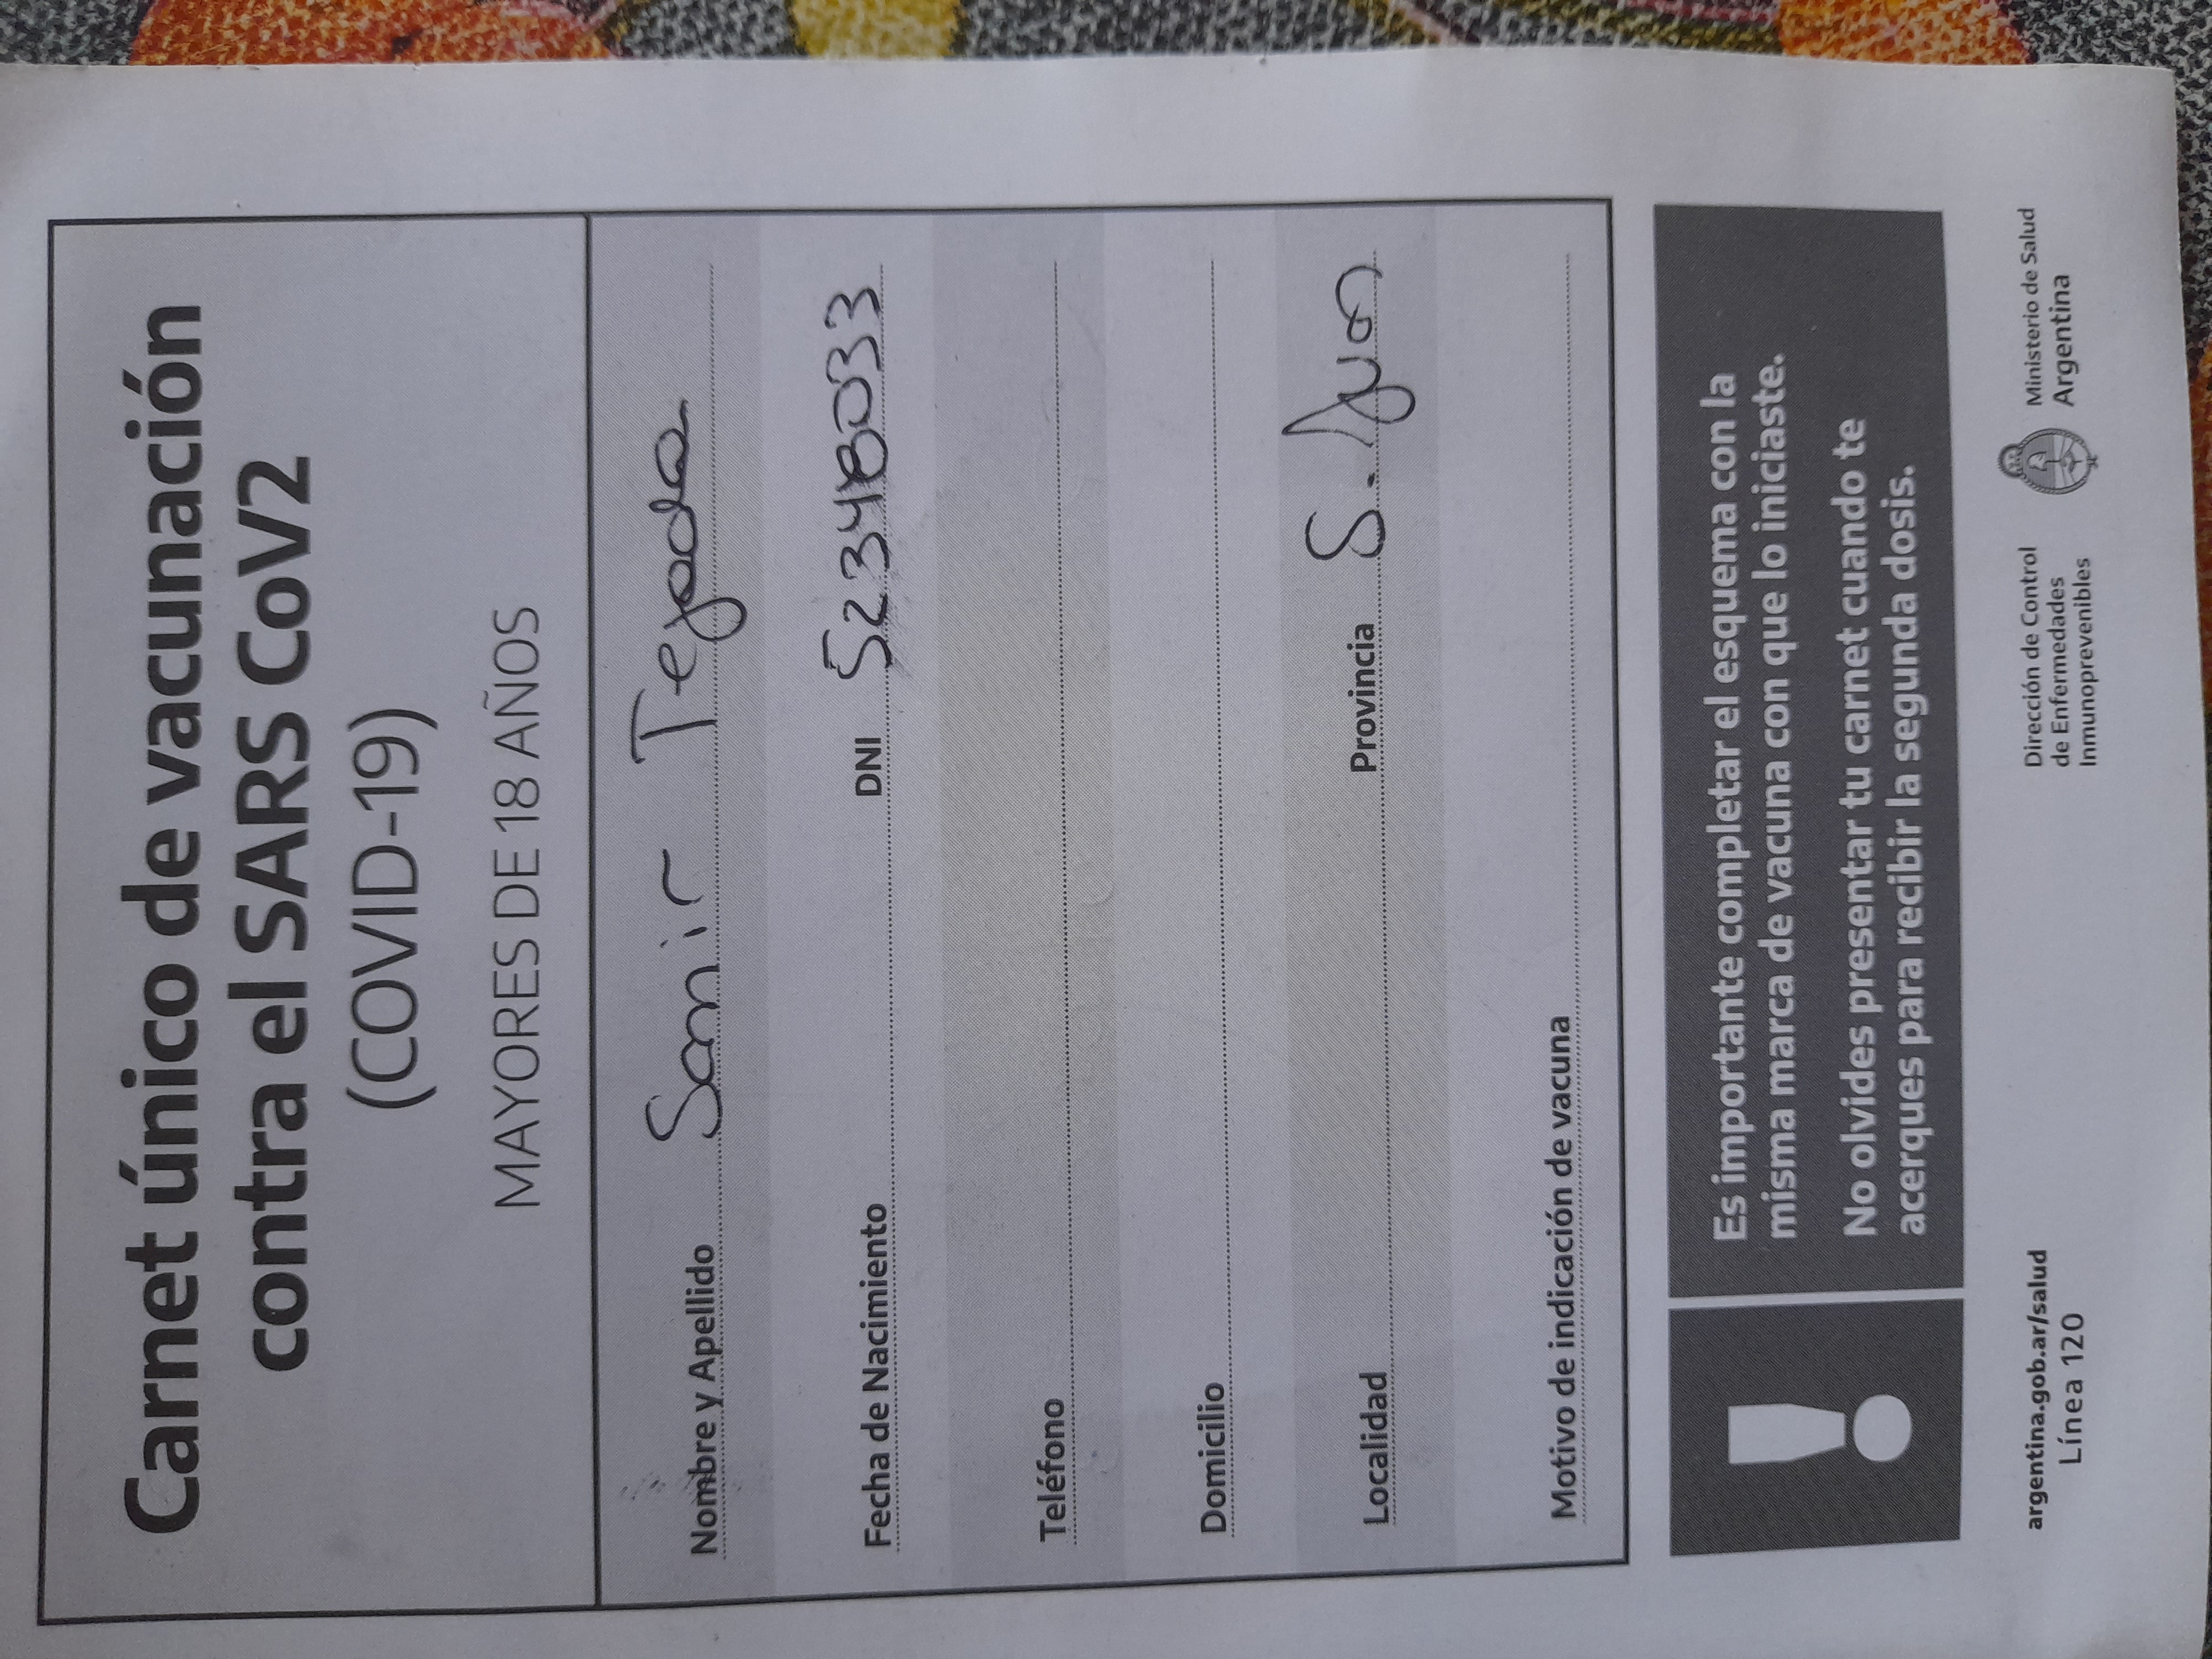 Carnet único de vacunación
contra el SARS CoV2
(COVID-19)
MAYORES DE 18 AÑOS
Nombre y Apellido Samir Tejada
Fecha de Nacimiento DNI 52348033
Teléfono
Domicilio
Localidad Provincia S. Juan
Motivo de indicación de vacuna
Es importante completar el esquema con la
misma marca de vacuna con que lo iniciaste.
No olvides presentar tu carnet cuando te
acerques para recibir la segunda dosis.
argentina.gob.ar/salud
Línea 120
Dirección de Control
de Enfermedades
Inmunoprevenibles
Ministerio de Salud
Argentina